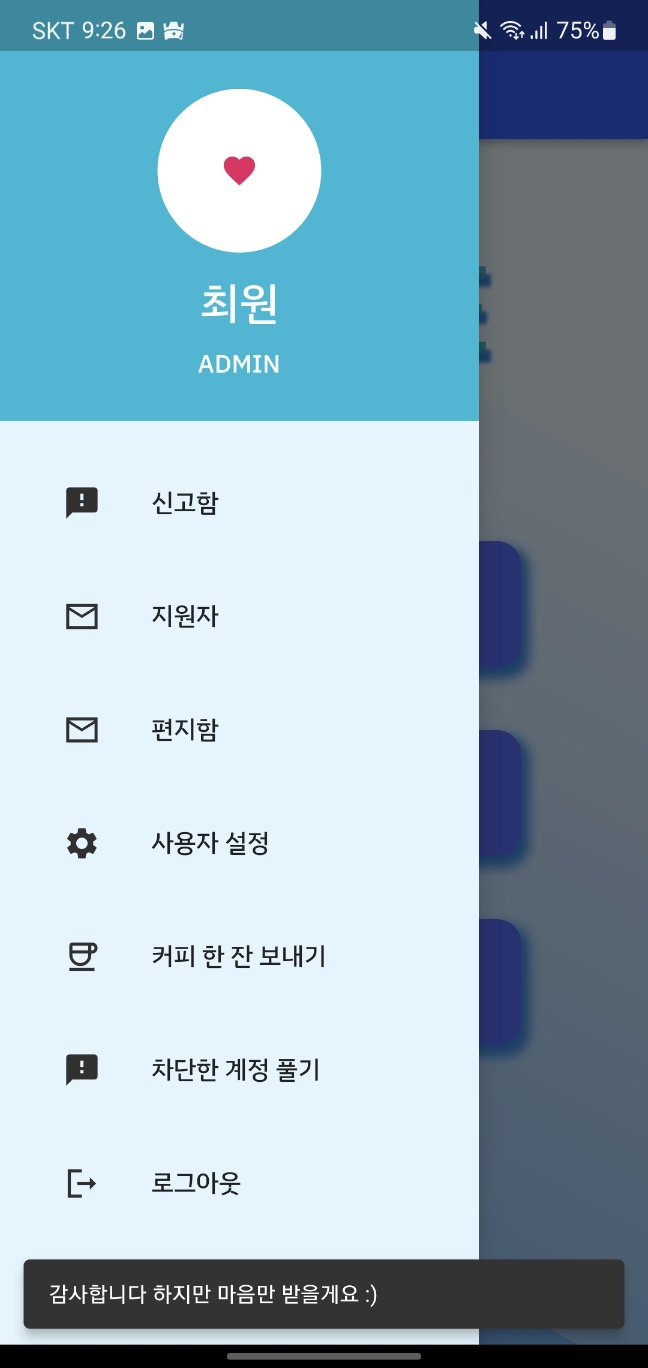 SKT 9:26 75%
최원
ADMIN
신고함
지원자
편지함
사용자 설정
커피 한 잔 보내기
차단한 계정 풀기
로그아웃
감사합니다 하지만 마음만 받을게요 :)